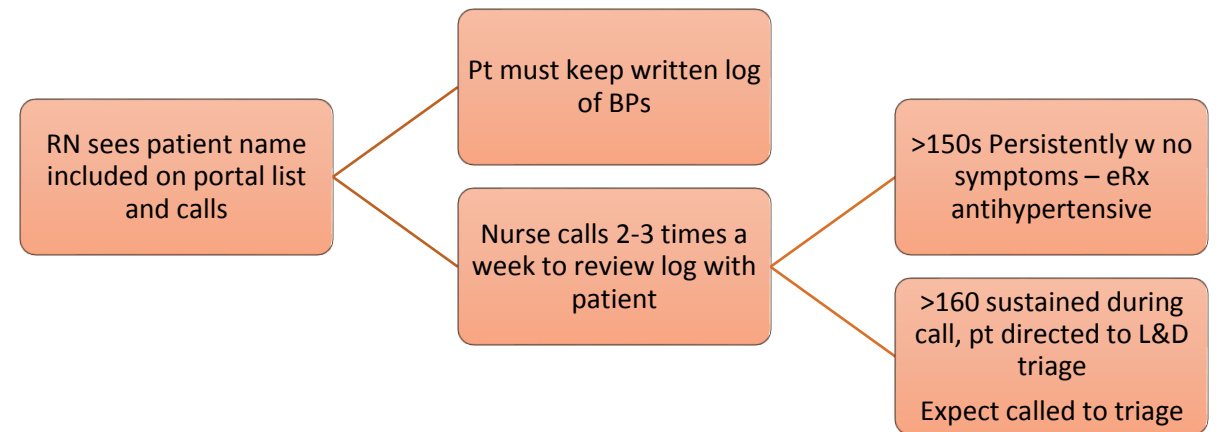 RN sees patient name
included on portal list
and calls
Pt must keep written log
of BPs
Nurse calls 2-3 times a
week to review log with
patient
>150s Persistently w no
symptoms – eRx
antihypertensive
>160 sustained during
call, pt directed to L&D
triage
Expect called to triage